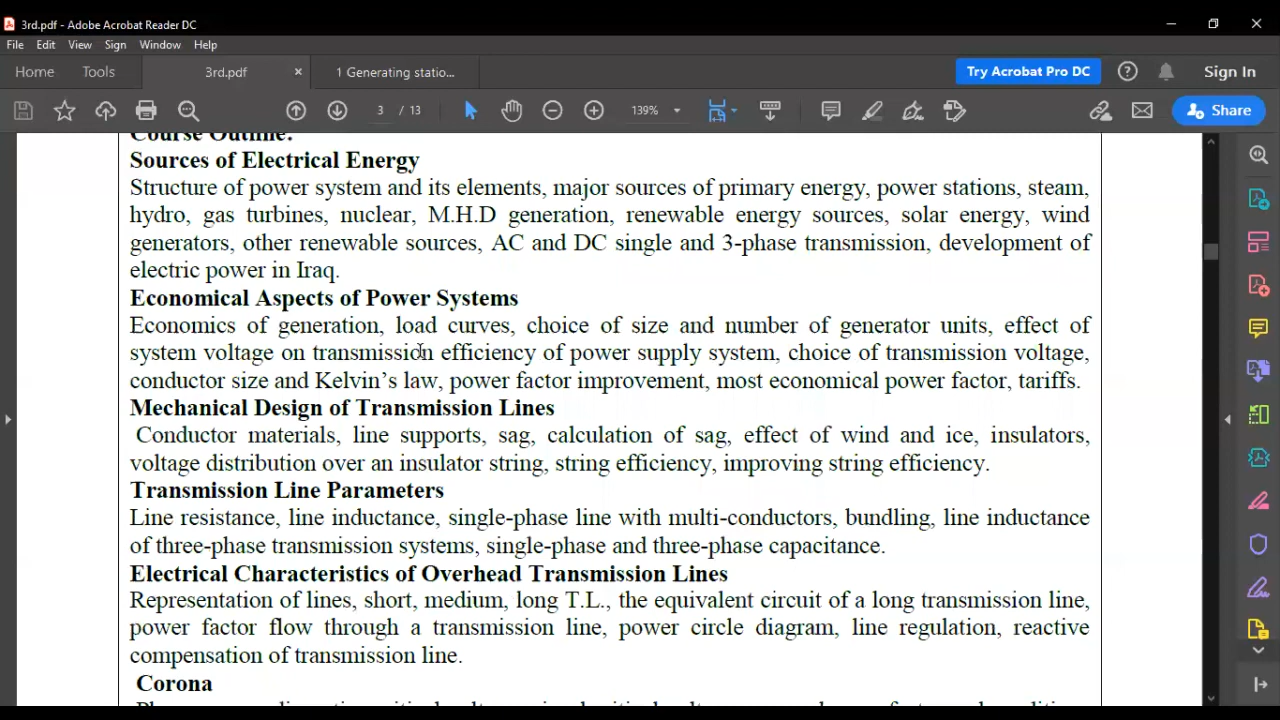 3rd.pdf - Adobe Acrobat Reader DC
File Edit View Sign Window Help
Home Tools 3rd.pdf × 1 Generating statio... Try Acrobat Pro DC Sign In
3 / 13 139% Share
Course Outline:
Sources of Electrical Energy
Structure of power system and its elements, major sources of primary energy, power stations, steam,
hydro, gas turbines, nuclear, M.H.D generation, renewable energy sources, solar energy, wind
generators, other renewable sources, AC and DC single and 3-phase transmission, development of
electric power in Iraq.
Economical Aspects of Power Systems
Economics of generation, load curves, choice of size and number of generator units, effect of
system voltage on transmission efficiency of power supply system, choice of transmission voltage,
conductor size and Kelvin’s law, power factor improvement, most economical power factor, tariffs.
Mechanical Design of Transmission Lines
Conductor materials, line supports, sag, calculation of sag, effect of wind and ice, insulators,
voltage distribution over an insulator string, string efficiency, improving string efficiency.
Transmission Line Parameters
Line resistance, line inductance, single-phase line with multi-conductors, bundling, line inductance
of three-phase transmission systems, single-phase and three-phase capacitance.
Electrical Characteristics of Overhead Transmission Lines
Representation of lines, short, medium, long T.L., the equivalent circuit of a long transmission line,
power factor flow through a transmission line, power circle diagram, line regulation, reactive
compensation of transmission line.
Corona